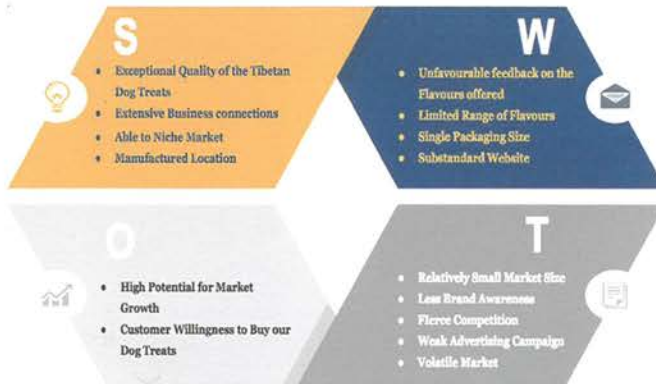 S
• Exceptional Quality of the Tibetan
Dog Treats
• Extensive Business connections
• Able to Niche Market
• Manufactured Location
W
• Unfavourable feedback on the
Flavours offered
• Limited Range of Flavours
• Single Packaging Size
• Substandard Website
O
• High Potential for Market
Growth
• Customer Willingness to Buy our
Dog Treats
T
• Relatively Small Market Size
• Less Brand Awareness
• Fierce Competition
• Weak Advertising Campaign
• Volatile Market